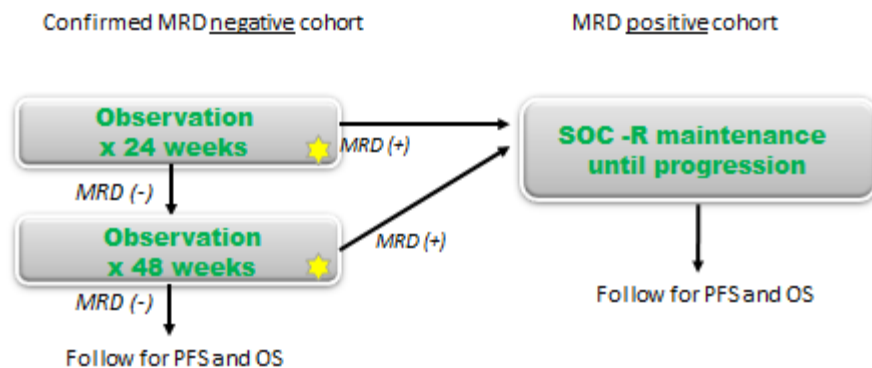 Confirmed MRD negative cohort
MRD positive cohort
Observation
x 24 weeks
MRD (+)
SOC -R maintenance
until progression
MRD (-)
Observation
x 48 weeks
MRD (+)
MRD (-)
Follow for PFS and OS
Follow for PFS and OS